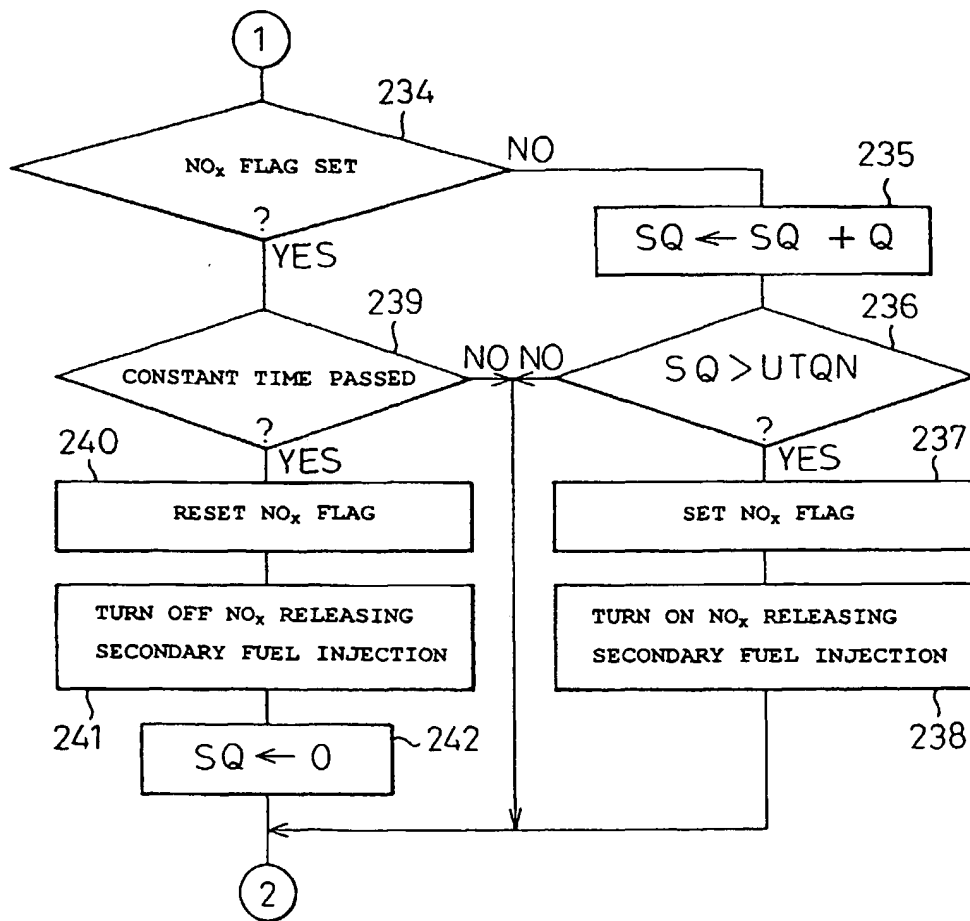 1
234
NOx FLAG SET
?
NO
YES
235
SQ ← SQ + Q
239
CONSTANT TIME PASSED
?
NO
YES
236
SQ > UTQN
?
NO
YES
240
RESET NOx FLAG
237
SET NOx FLAG
TURN OFF NOx RELEASING
SECONDARY FUEL INJECTION
241
TURN ON NOx RELEASING
SECONDARY FUEL INJECTION
238
SQ ← 0
242
2